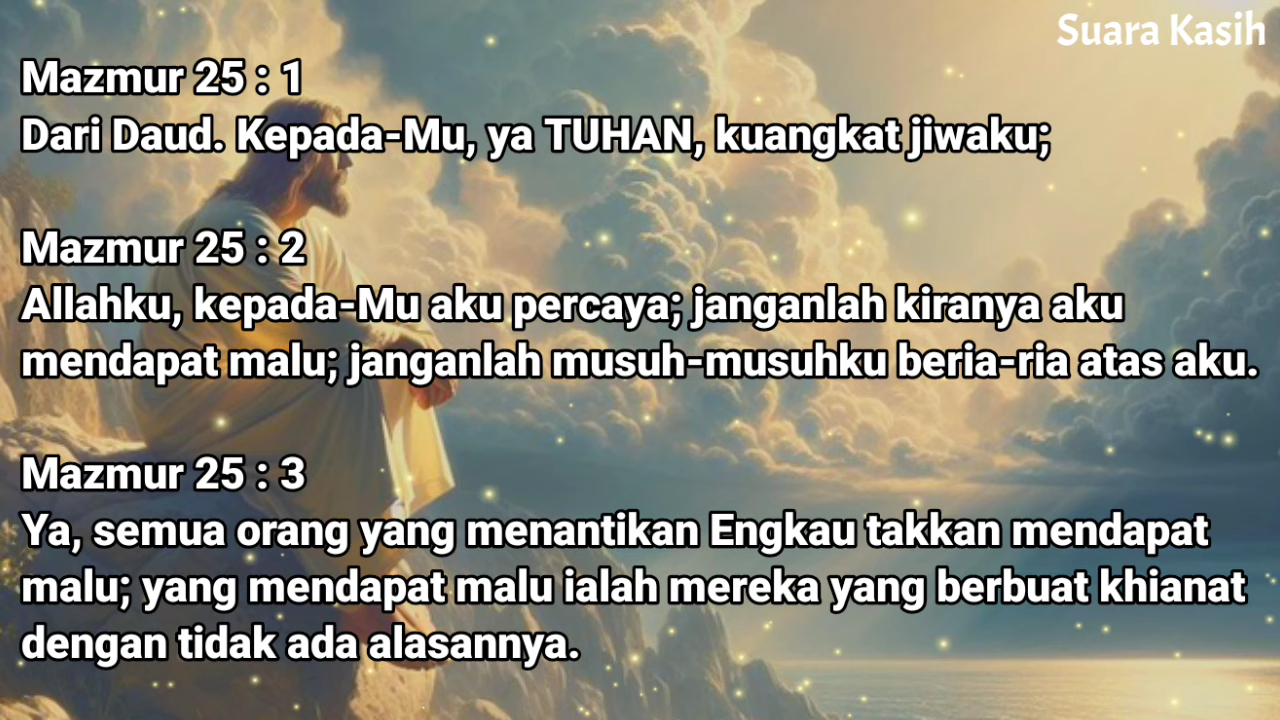 Suara Kasih
Mazmur 25 : 1
Dari Daud. Kepada-Mu, ya TUHAN, kuangkat jiwaku;
Mazmur 25 : 2
Allahku, kepada-Mu aku percaya; janganlah kiranya aku
mendapat malu; janganlah musuh-musuhku beria-ria atas aku.
Mazmur 25 : 3
Ya, semua orang yang menantikan Engkau takkan mendapat
malu; yang mendapat malu ialah mereka yang berbuat khianat
dengan tidak ada alasannya.